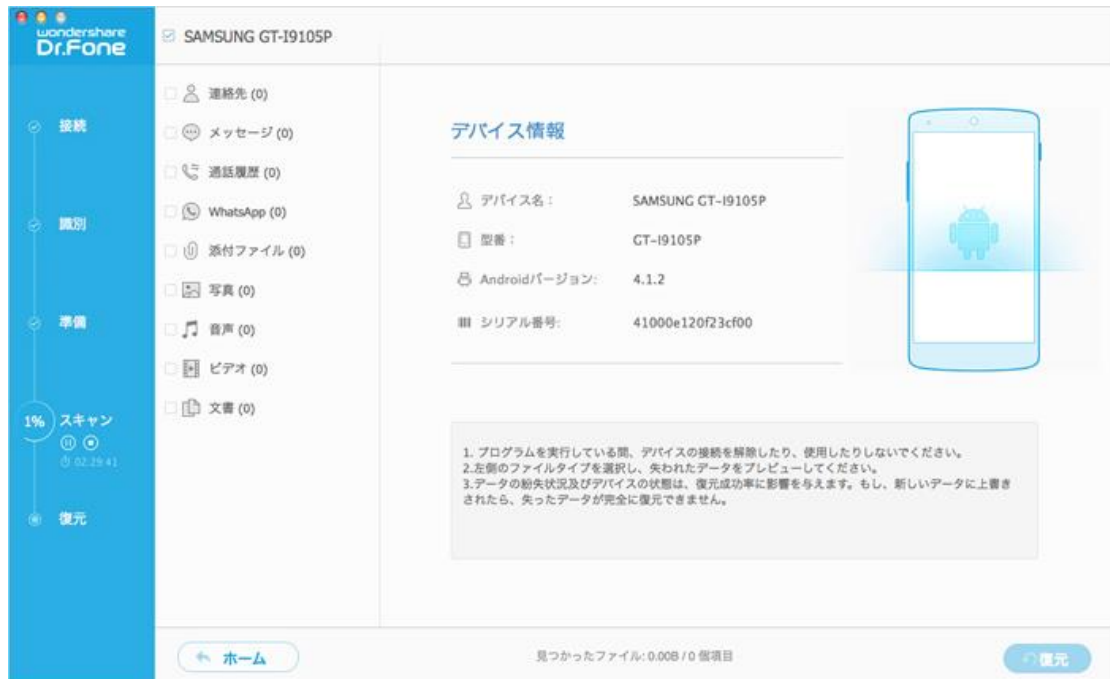 wondershare
Dr.Fone
SAMSUNG GT-I9105P
接続
識別
準備
1%
スキャン
02:29:41
復元
連絡先 (0)
メッセージ (0)
通話履歴 (0)
WhatsApp (0)
添付ファイル (0)
写真 (0)
音声 (0)
ビデオ (0)
文書 (0)
デバイス情報
デバイス名： SAMSUNG GT-I9105P
型番： GT-I9105P
Androidバージョン: 4.1.2
シリアル番号: 41000e120f23cf00
1. プログラムを実行している間、デバイスの接続を解除したり、使用したりしないでください。
2.左側のファイルタイプを選択し、失われたデータをプレビューしてください。
3.データの紛失状況及びデバイスの状態は、復元成功率に影響を与えます。もし、新しいデータに上書き
されたら、失ったデータが完全に復元できません。
ホーム
見つかったファイル: 0.00B / 0 個項目
復元